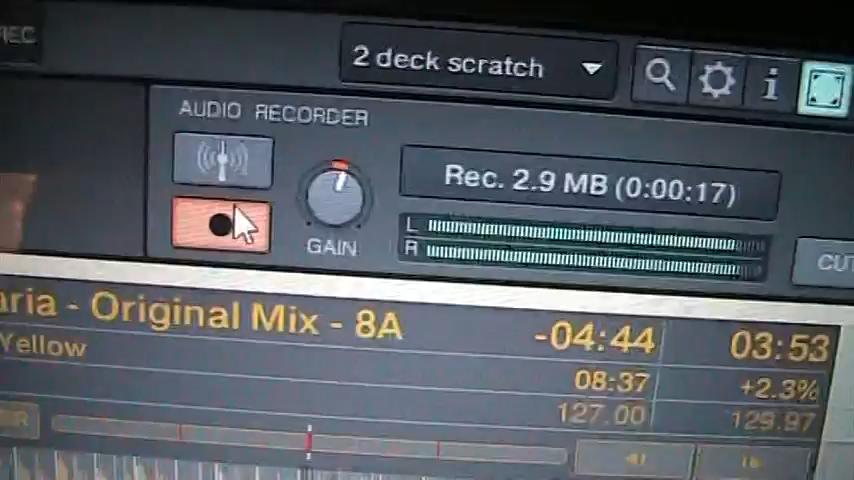 REC
2 deck scratch
i
AUDIO RECORDER
Rec. 2.9 MB (0:00:17)
L
R
GAIN
CU
aria - Original Mix - 8A
-04:44
03:53
Yellow
08:37
+2.3%
127.00
129.97